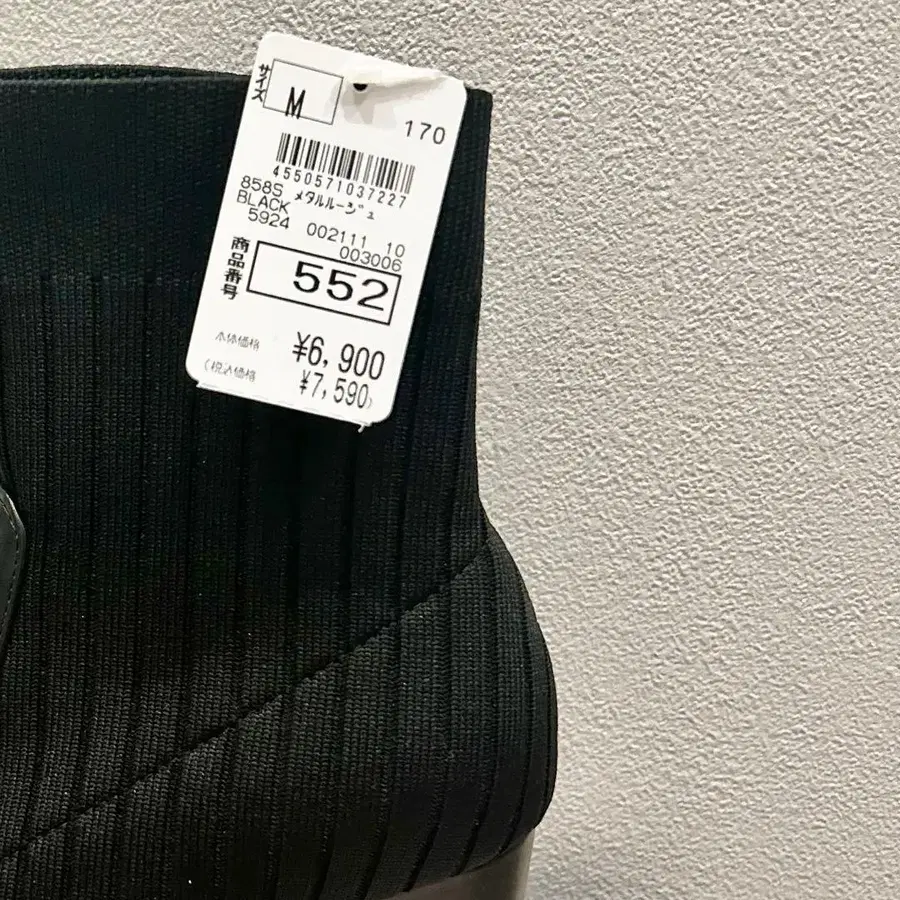 サイズ
M
170
4550571037227
858S ﾒﾀﾙﾙｰｼﾞｭ
BLACK
5924 002111 10
003006
商品番号
552
本体価格 ¥6,900
(税込価格 ¥7,590)